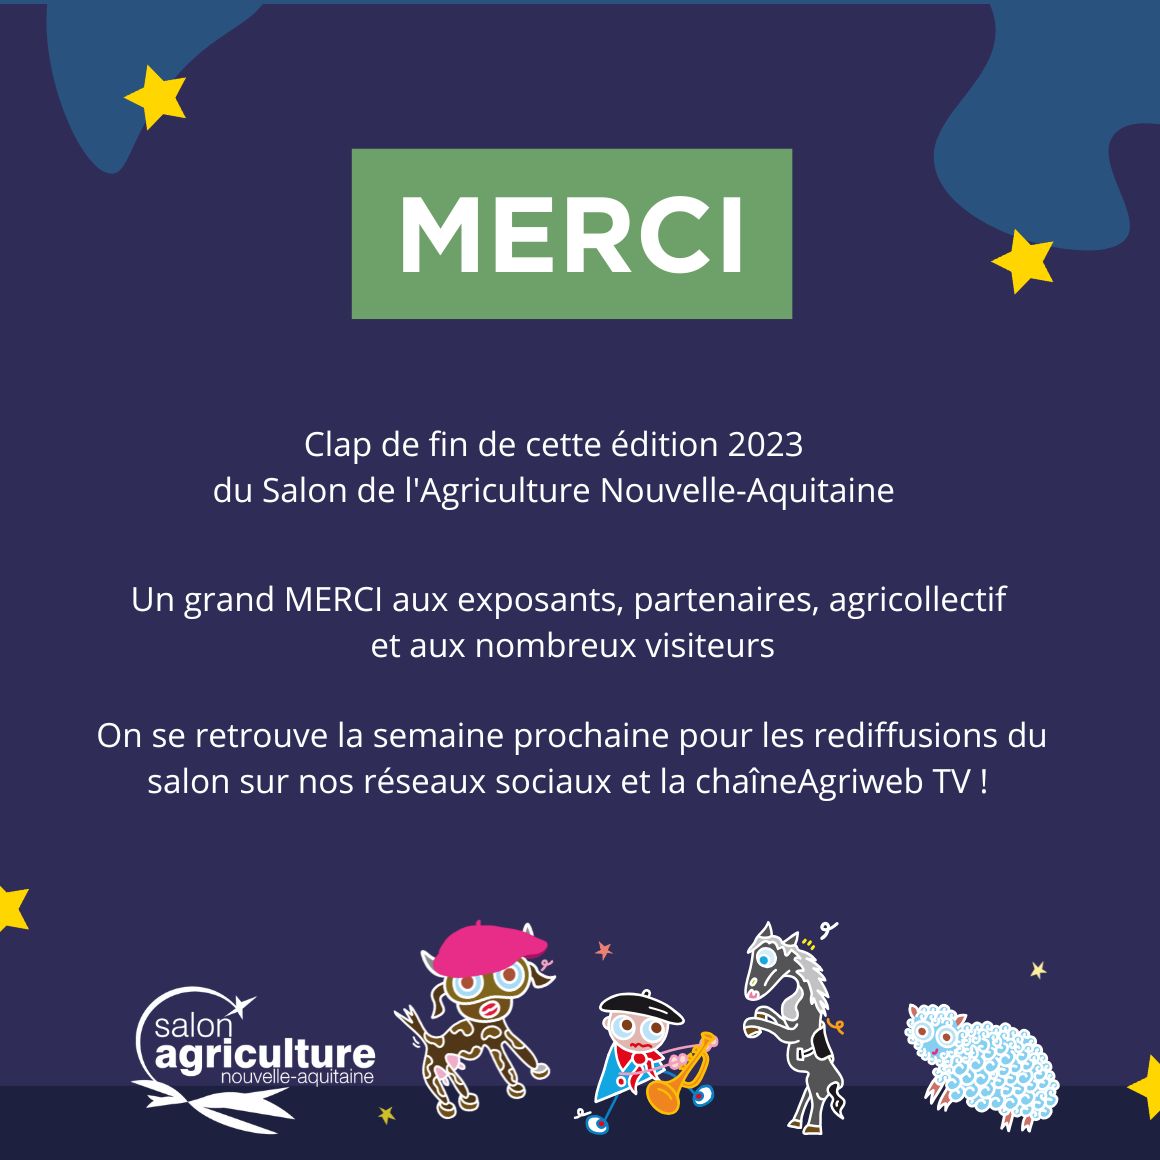 MERCI
Clap de fin de cette édition 2023
du Salon de l'Agriculture Nouvelle-Aquitaine
Un grand MERCI aux exposants, partenaires, agricollectif
et aux nombreux visiteurs
On se retrouve la semaine prochaine pour les rediffusions du
salon sur nos réseaux sociaux et la chaîneAgriweb TV !
salon
agriculture
nouvelle-aquitaine